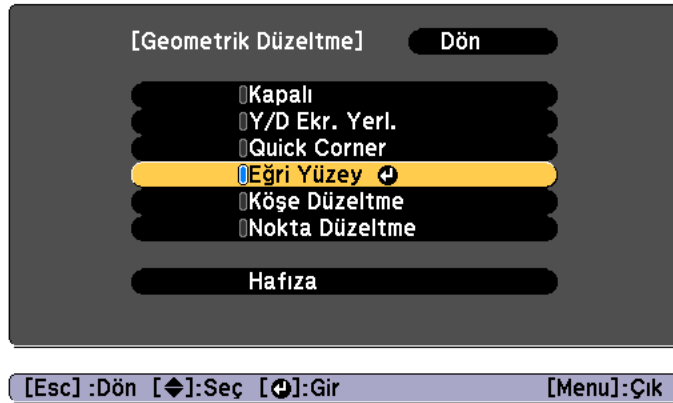 [Geometrik Düzeltme] Dön
Kapalı
Y/D Ekr. Yerl.
Quick Corner
Eğri Yüzey
Köşe Düzeltme
Nokta Düzeltme
Hafıza
[Esc] :Dön [◆]:Seç [↵]:Gir [Menu]:Çık